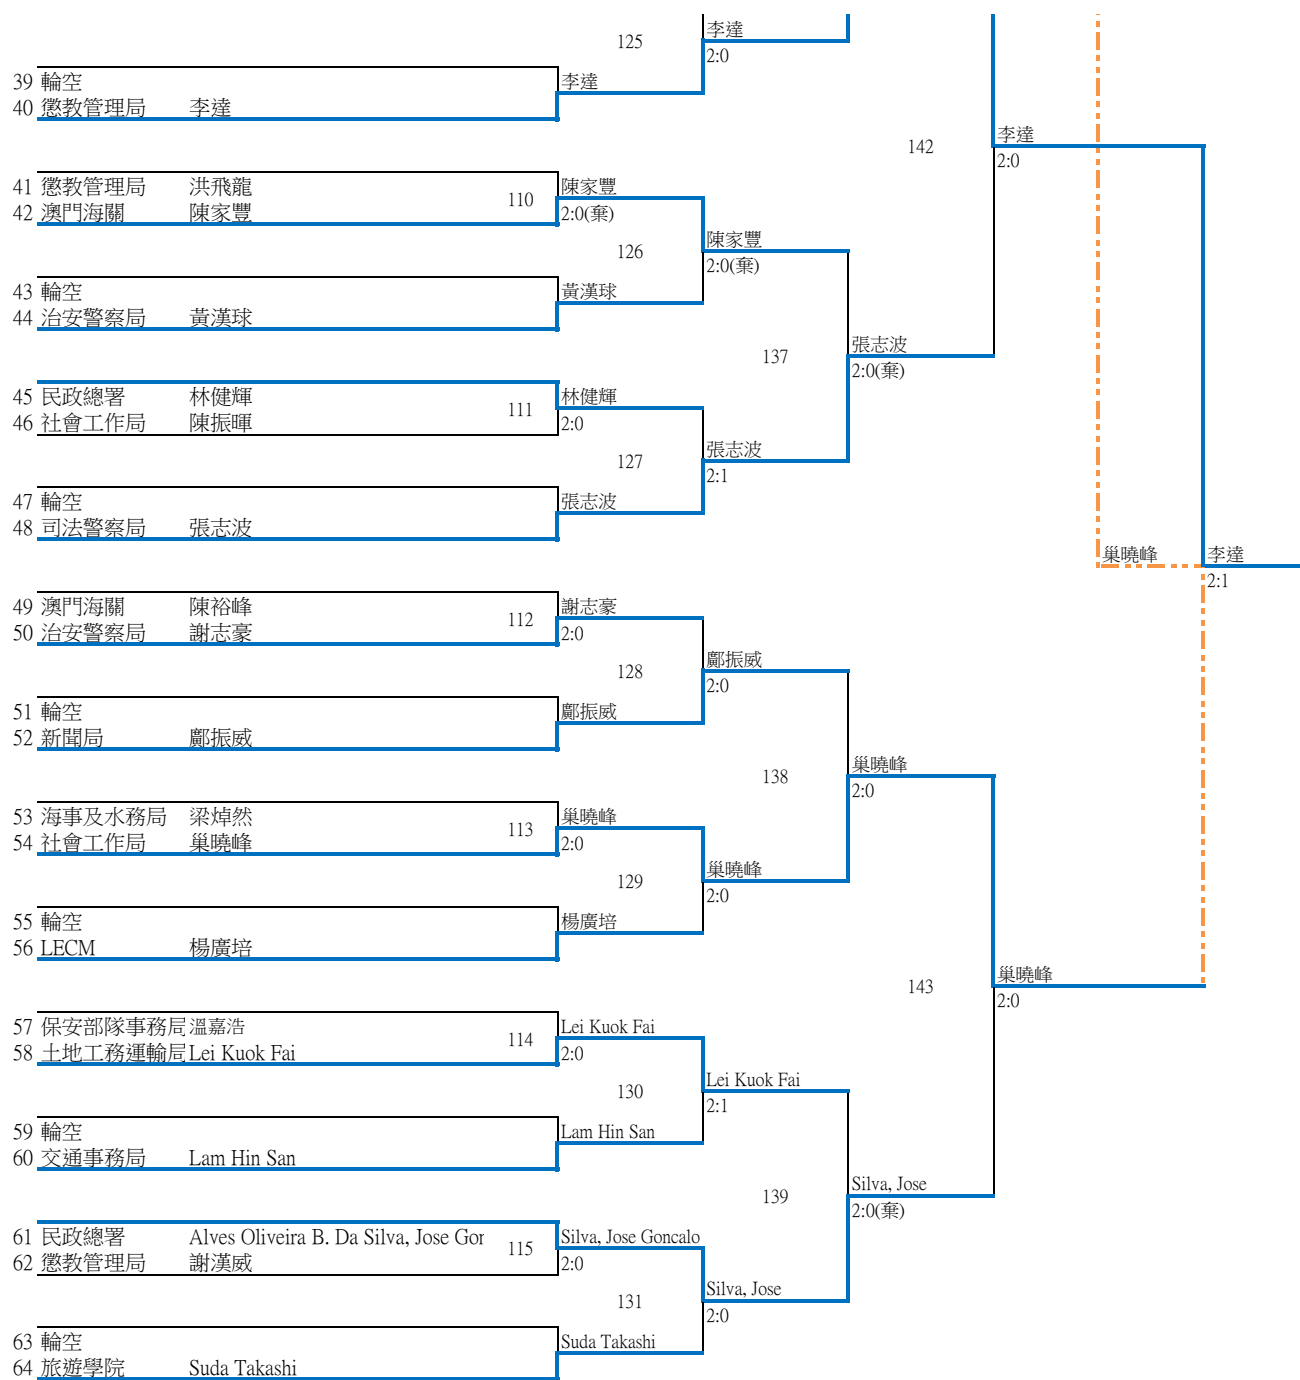 李達
125
2:0
39 輪空
李達
40 懲教管理局 李達
李達
142
2:0
41 懲教管理局 洪飛龍
陳家豐
110
42 澳門海關 陳家豐
2:0(棄)
陳家豐
126
2:0(棄)
43 輪空
黃漢球
44 治安警察局 黃漢球
張志波
137
2:0(棄)
45 民政總署 林健輝
林健輝
111
46 社會工作局 陳振暉
2:0
張志波
127
2:1
47 輪空
張志波
48 司法警察局 張志波
巢曉峰
李達
2:1
49 澳門海關 陳裕峰
謝志豪
112
50 治安警察局 謝志豪
2:0
鄺振威
128
2:0
51 輪空
鄺振威
52 新聞局 鄺振威
巢曉峰
138
2:0
53 海事及水務局 梁焯然
巢曉峰
113
54 社會工作局 巢曉峰
2:0
巢曉峰
129
2:0
55 輪空
楊廣培
56 LECM 楊廣培
巢曉峰
143
2:0
57 保安部隊事務局 溫嘉浩
Lei Kuok Fai
114
58 土地工務運輸局 Lei Kuok Fai
2:0
Lei Kuok Fai
130
2:1
59 輪空
Lam Hin San
60 交通事務局 Lam Hin San
Silva, Jose
139
2:0(棄)
61 民政總署 Alves Oliveira B. Da Silva, Jose Gor
Silva, Jose Goncalo
115
62 懲教管理局 謝漢威
2:0
Silva, Jose
131
2:0
63 輪空
Suda Takashi
64 旅遊學院 Suda Takashi